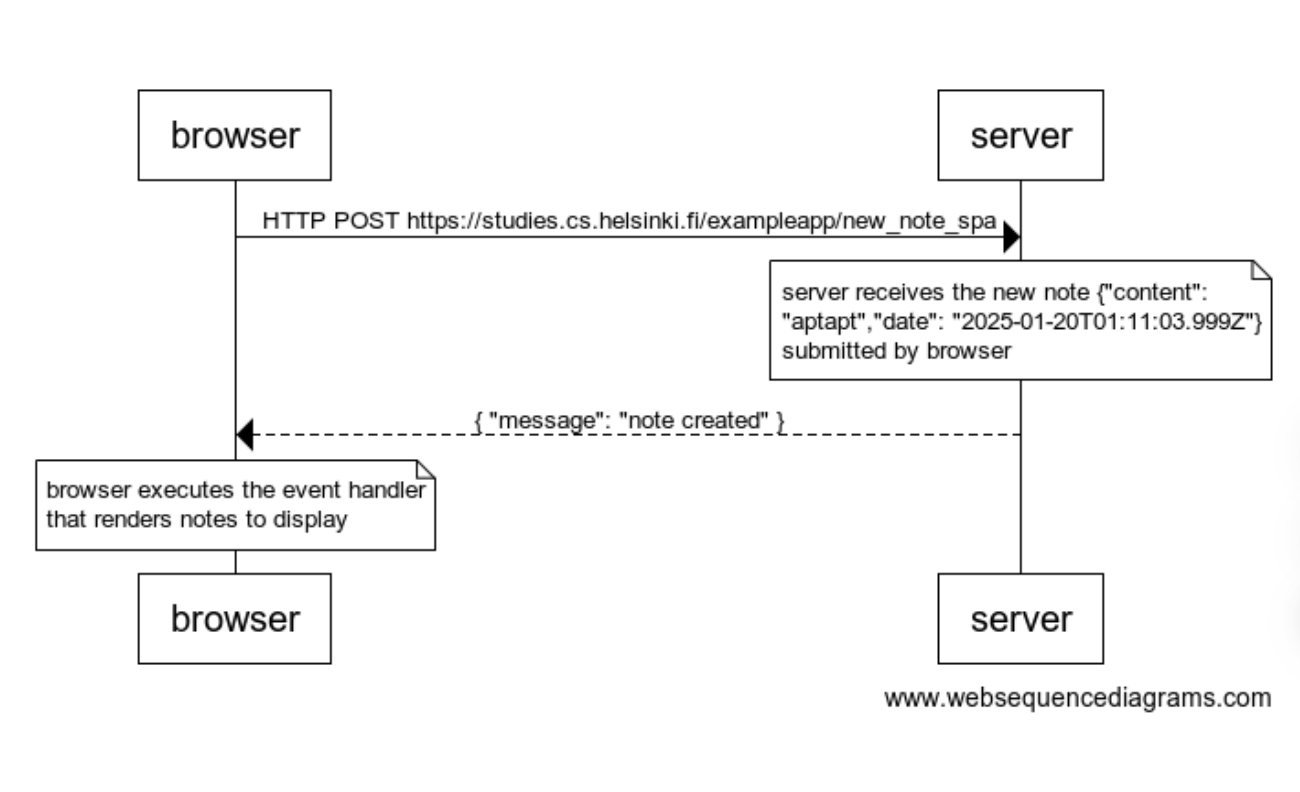 browser
server
HTTP POST https://studies.cs.helsinki.fi/exampleapp/new_note_spa
server receives the new note {"content":
"aptapt","date": "2025-01-20T01:11:03.999Z"}
submitted by browser
{ "message": "note created" }
browser executes the event handler
that renders notes to display
browser
server
www.websequencediagrams.com